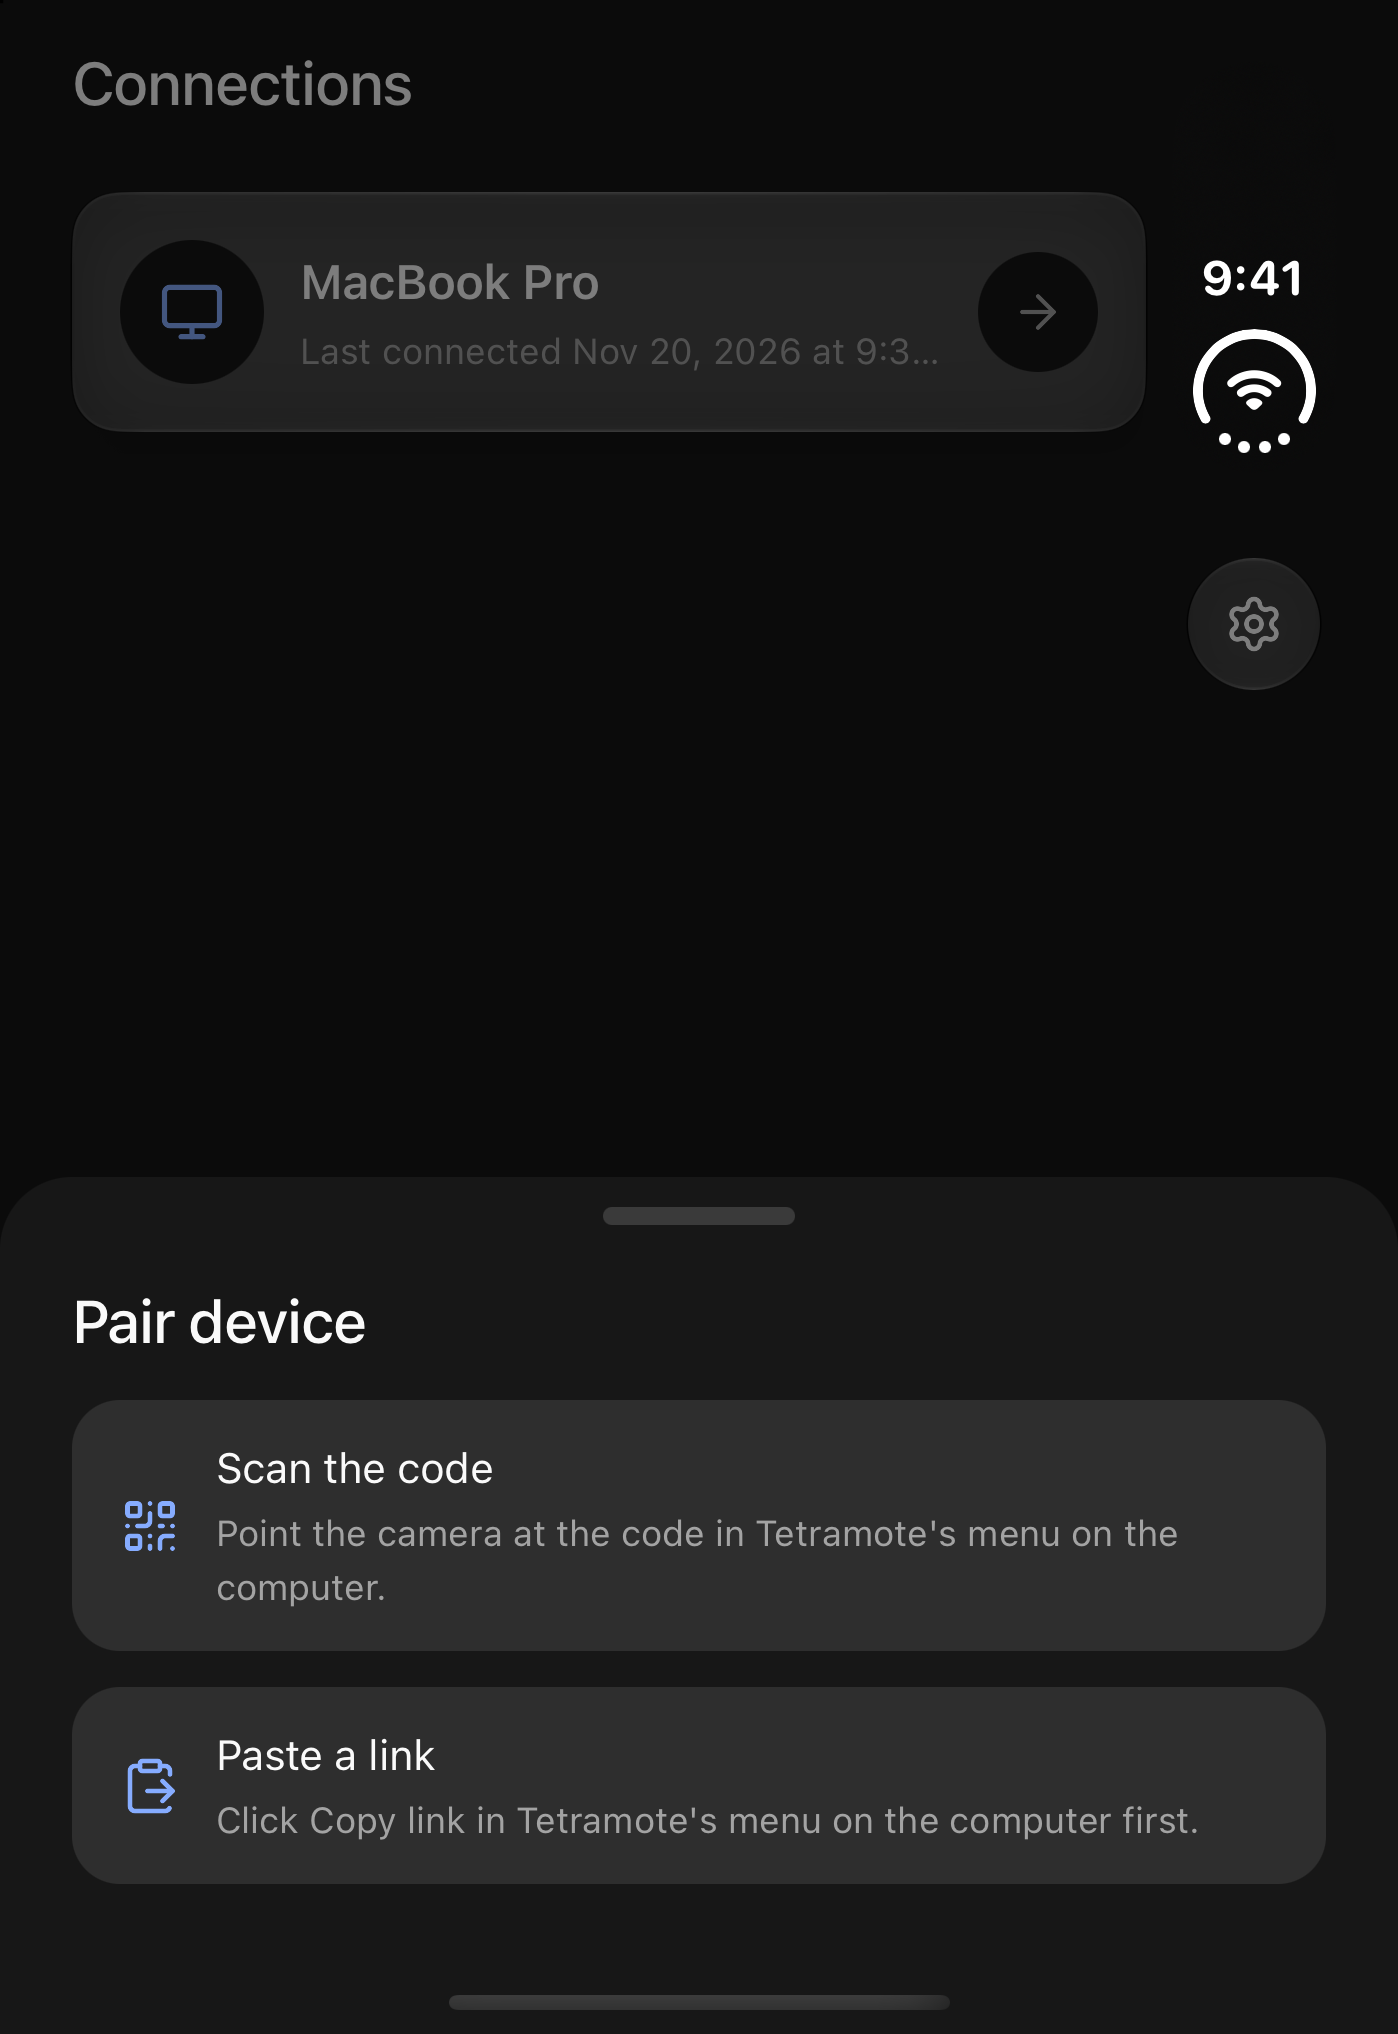 Connections
MacBook Pro
Last connected Nov 20, 2026 at 9:3...
9:41
Pair device
Scan the code
Point the camera at the code in Tetramote's menu on the
computer.
Paste a link
Click Copy link in Tetramote's menu on the computer first.